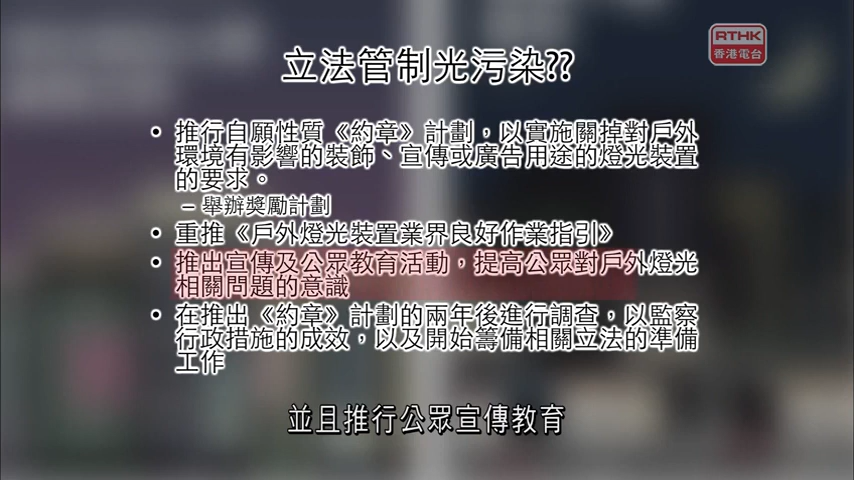 RTHK
香港電台
立法管制光污染??
• 推行自願性質《約章》計劃，以實施關掉對戶外
環境有影響的裝飾、宣傳或廣告用途的燈光裝置
的要求。
– 舉辦獎勵計劃
• 重推《戶外燈光裝置業界良好作業指引》
• 推出宣傳及公眾教育活動，提高公眾對戶外燈光
相關問題的意識
• 在推出《約章》計劃的兩年後進行調查，以監察
行政措施的成效，以及開始籌備相關立法的準備
工作
並且推行公眾宣傳教育